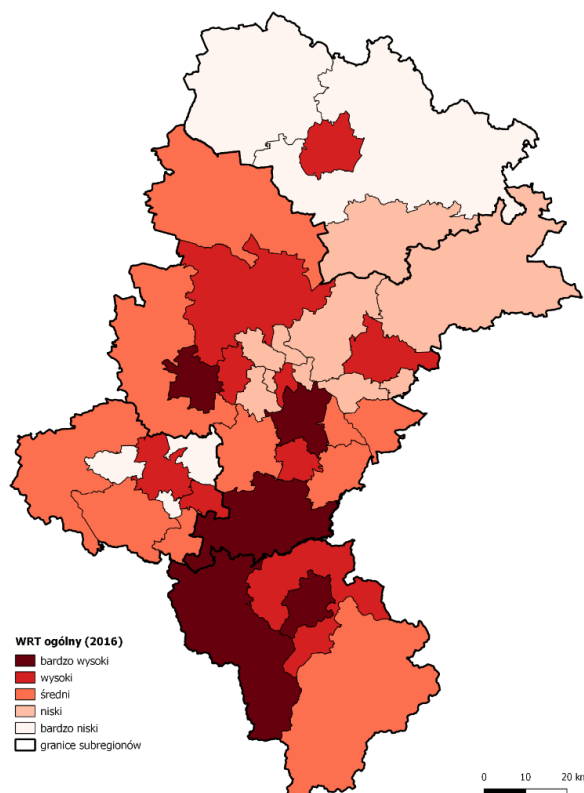 WRT ogólny (2016)
bardzo wysoki
wysoki
średni
niski
bardzo niski
granice subregionów
0 10 20 km